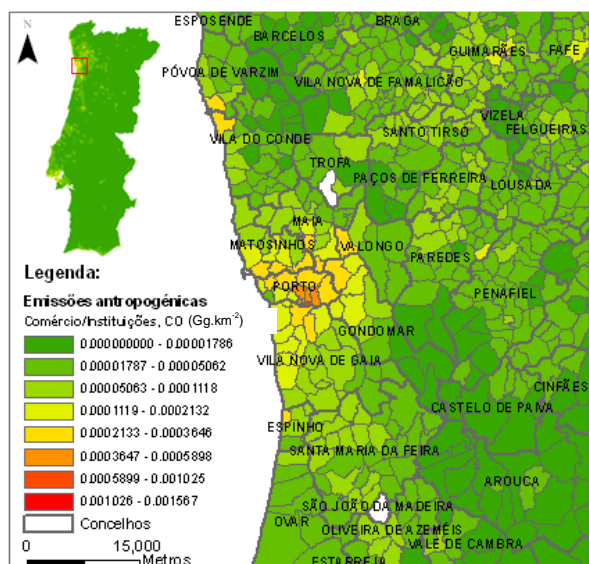 N
ESPOSENDE
BRAGA
BARCELOS
GUIMARÃES
FAFE
PÓVOA DE VARZIM
VILA NOVA DE FAMALICÃO
VIZELA
SANTO TIRSO
FELGUEIRAS
VILA DO CONDE
TROFA
PAÇOS DE FERREIRA
LOUSADA
MAIA
MATOSINHOS
VALONGO
PAREDES
PORTO
PENAFIEL
GONDOMAR
VILA NOVA DE GAIA
CINFÃES
CASTELO DE PAIVA
ESPINHO
SANTA MARIA DA FEIRA
AROUCA
SÃO JOÃO DA MADEIRA
OVAR
OLIVEIRA DE AZEMÉIS
VALE DE CAMBRA
ESTARREJA
Legenda:
Emissões antropogénicas
Comércio/Instituições, CO (Gg.km-2)
0.000000000 - 0.00001786
0.00001787 - 0.00005062
0.00005063 - 0.0001118
0.0001119 - 0.0002132
0.0002133 - 0.0003646
0.0003647 - 0.0005898
0.0005899 - 0.001025
0.001026 - 0.001567
Concelhos
0 15,000
Metros